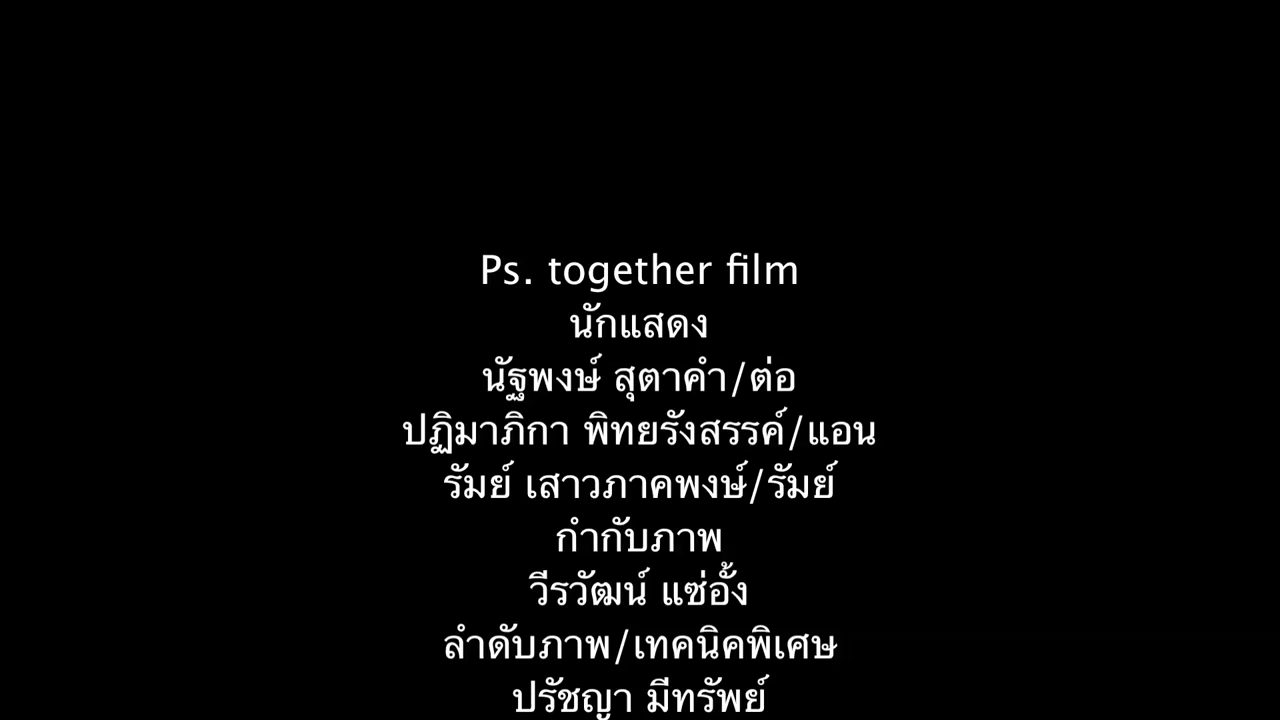 Ps. together film
นักแสดง
นัฐพงษ์ สุตาคำ/ต่อ
ปฏิมาภิกา พิทยรังสรรค์/แอน
รัมย์ เสาวภาคพงษ์/รัมย์
กำกับภาพ
วีรวัฒน์ แซ่อั้ง
ลำดับภาพ/เทคนิคพิเศษ
ปรัชญา มีทรัพย์